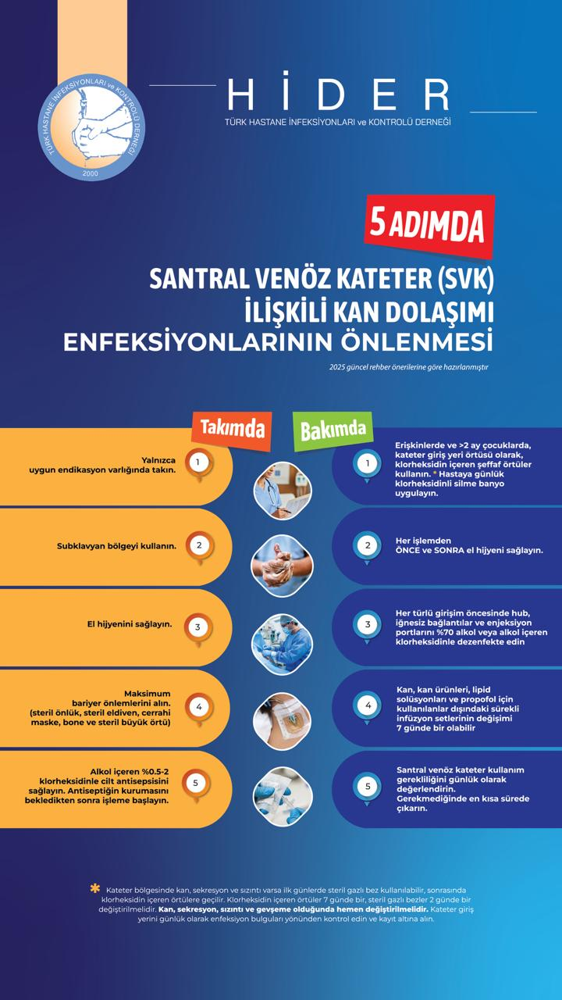 TÜRK HASTANE İNFEKSİYONLARI ve KONTROLÜ DERNEĞİ
2000
HİDER
TÜRK HASTANE İNFEKSİYONLARI ve KONTROLÜ DERNEĞİ
5 ADIMDA
SANTRAL VENÖZ KATETER (SVK)
İLİŞKİLİ KAN DOLAŞIMI
ENFEKSİYONLARININ ÖNLENMESİ
2025 güncel rehber önerilerine göre hazırlanmıştır
Takımda
1
Yalnızca
uygun endikasyon varlığında takın.
2
Subklavyan bölgeyi kullanın.
3
El hijyenini sağlayın.
4
Maksimum
bariyer önlemlerini alın.
(steril önlük, steril eldiven, cerrahi
maske, bone ve steril büyük örtü)
5
Alkol içeren %0.5-2
klorheksidinle cilt antisepsisini
sağlayın. Antiseptiğin kurumasını
bekledikten sonra işleme başlayın.
Bakımda
1
Erişkinlerde ve >2 ay çocuklarda,
kateter giriş yeri örtüsü olarak,
klorheksidin içeren şeffaf örtüler
kullanın. * Hastaya günlük
klorheksidinli silme banyo
uygulayın.
2
Her işlemden
ÖNCE ve SONRA el hijyeni sağlayın.
3
Her türlü girişim öncesinde hub,
iğnesiz bağlantılar ve enjeksiyon
portlarını %70 alkol veya alkol içeren
klorheksidinle dezenfekte edin
4
Kan, kan ürünleri, lipid
solüsyonları ve propofol için
kullanılanlar dışındaki sürekli
infüzyon setlerinin değişimi
7 günde bir olabilir
5
Santral venöz kateter kullanım
gerekliliğini günlük olarak
değerlendirin.
Gerekmediğinde en kısa sürede
çıkarın.
* Kateter bölgesinde kan, sekresyon ve sızıntı varsa ilk günlerde steril gazlı bez kullanılabilir, sonrasında
klorheksidin içeren örtülere geçilir. Klorheksidin içeren örtüler 7 günde bir, steril gazlı bezler 2 günde bir
değiştirilmelidir. Kan, sekresyon, sızıntı ve gevşeme olduğunda hemen değiştirilmelidir. Kateter giriş
yerini günlük olarak enfeksiyon bulguları yönünden kontrol edin ve kayıt altına alın.